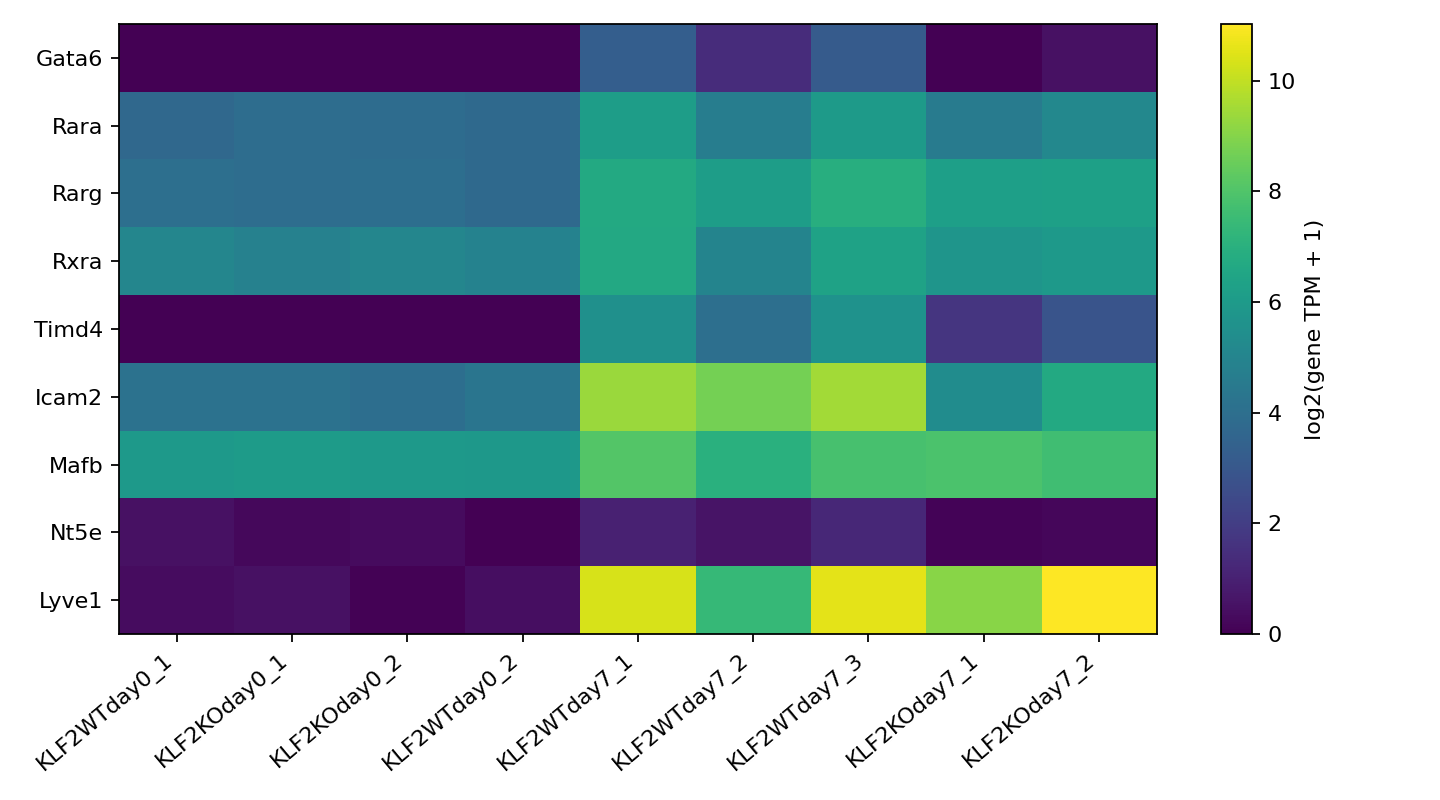 Gata6
Rara
Rarg
Rxra
Timd4
Icam2
Mafb
Nt5e
Lyve1
KLF2WTday0_1
KLF2KOday0_1
KLF2KOday0_2
KLF2WTday0_2
KLF2WTday7_1
KLF2WTday7_2
KLF2WTday7_3
KLF2KOday7_1
KLF2KOday7_2
10
8
6
4
2
0
log2(gene TPM + 1)